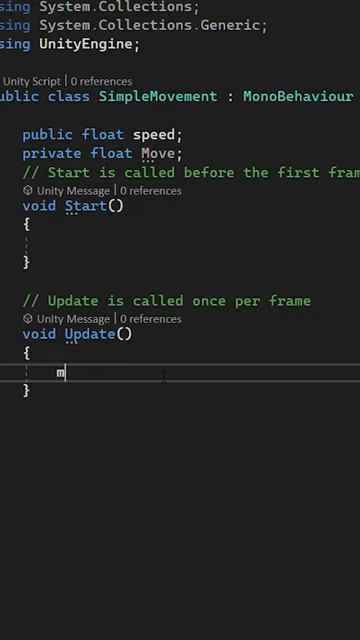 sing System.Collections;
sing System.Collections.Generic;
sing UnityEngine;
Unity Script | 0 references
ublic class SimpleMovement : MonoBehaviour
public float speed;
private float Move;
// Start is called before the first fram
Unity Message | 0 references
void Start()
{
}
// Update is called once per frame
Unity Message | 0 references
void Update()
{
m
}